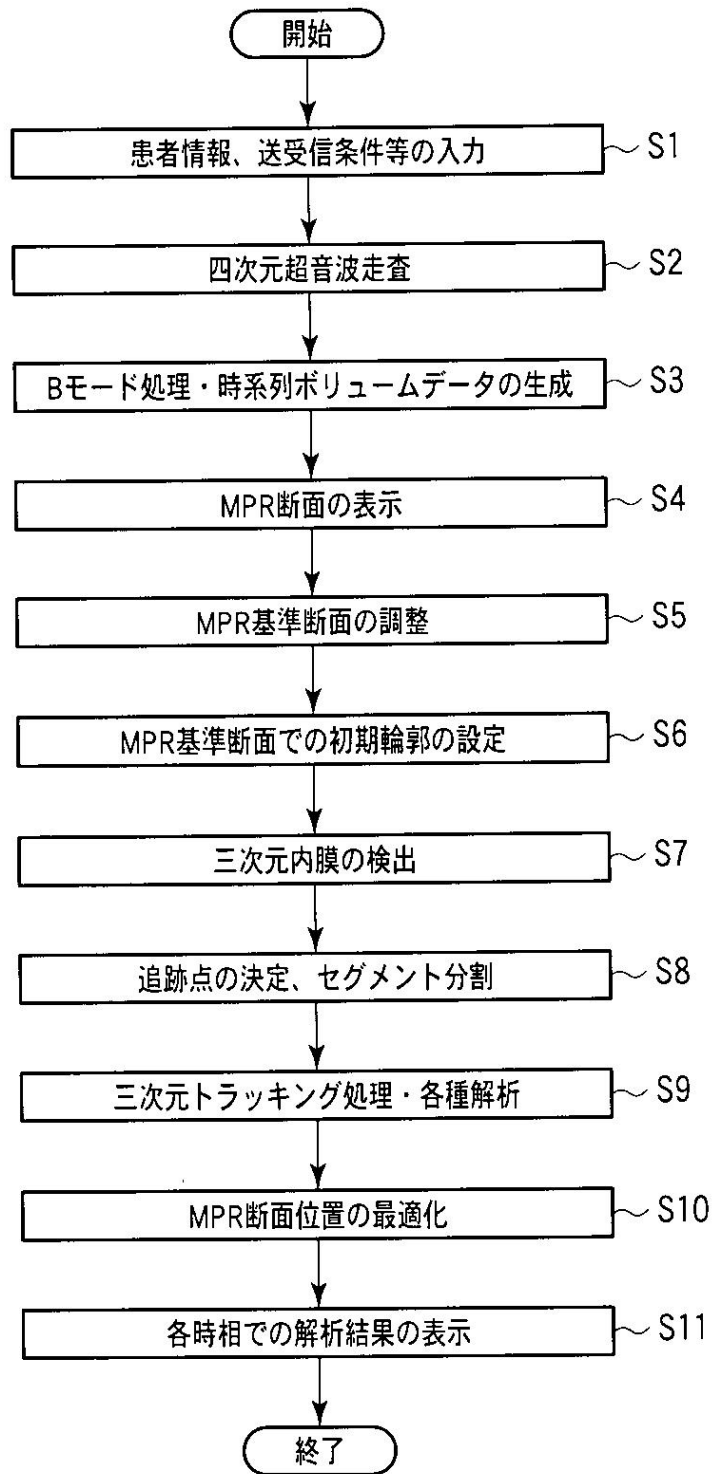 開始
患者情報、送受信条件等の入力 S1
四次元超音波走査 S2
Bモード処理・時系列ボリュームデータの生成 S3
MPR断面の表示 S4
MPR基準断面の調整 S5
MPR基準断面での初期輪郭の設定 S6
三次元内膜の検出 S7
追跡点の決定、セグメント分割 S8
三次元トラッキング処理・各種解析 S9
MPR断面位置の最適化 S10
各時相での解析結果の表示 S11
終了